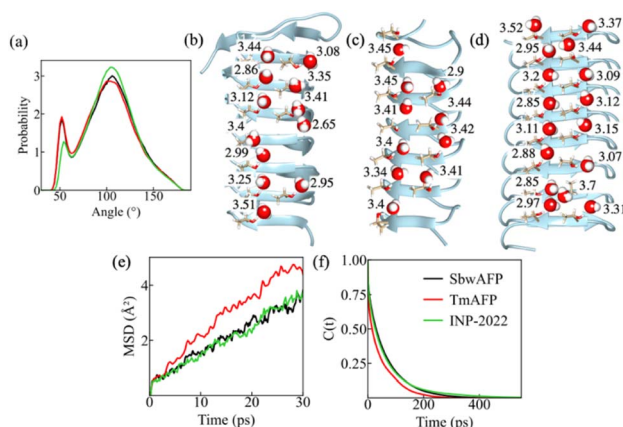 (a)
Probability
3
2
1
0
50 100 150
Angle (°)
(b)
3.44 3.08
2.86 3.35
3.12 3.41
3.4 2.65
2.99
3.25 2.95
3.51
(c)
3.45
2.9
3.45
3.44
3.41
3.42
3.4
3.34 3.41
3.4
(d)
3.52 3.37
2.95 3.44
3.2 3.09
2.85 3.12
3.11 3.15
2.88 3.07
2.85 3.7
2.97 3.31
(e)
MSD (Å²)
4
2
0 10 20 30
Time (ps)
(f)
C(t)
1.00
0.75
0.50
0.25
0 200 400
Time (ps)
SbwAFP
TmAFP
INP-2022